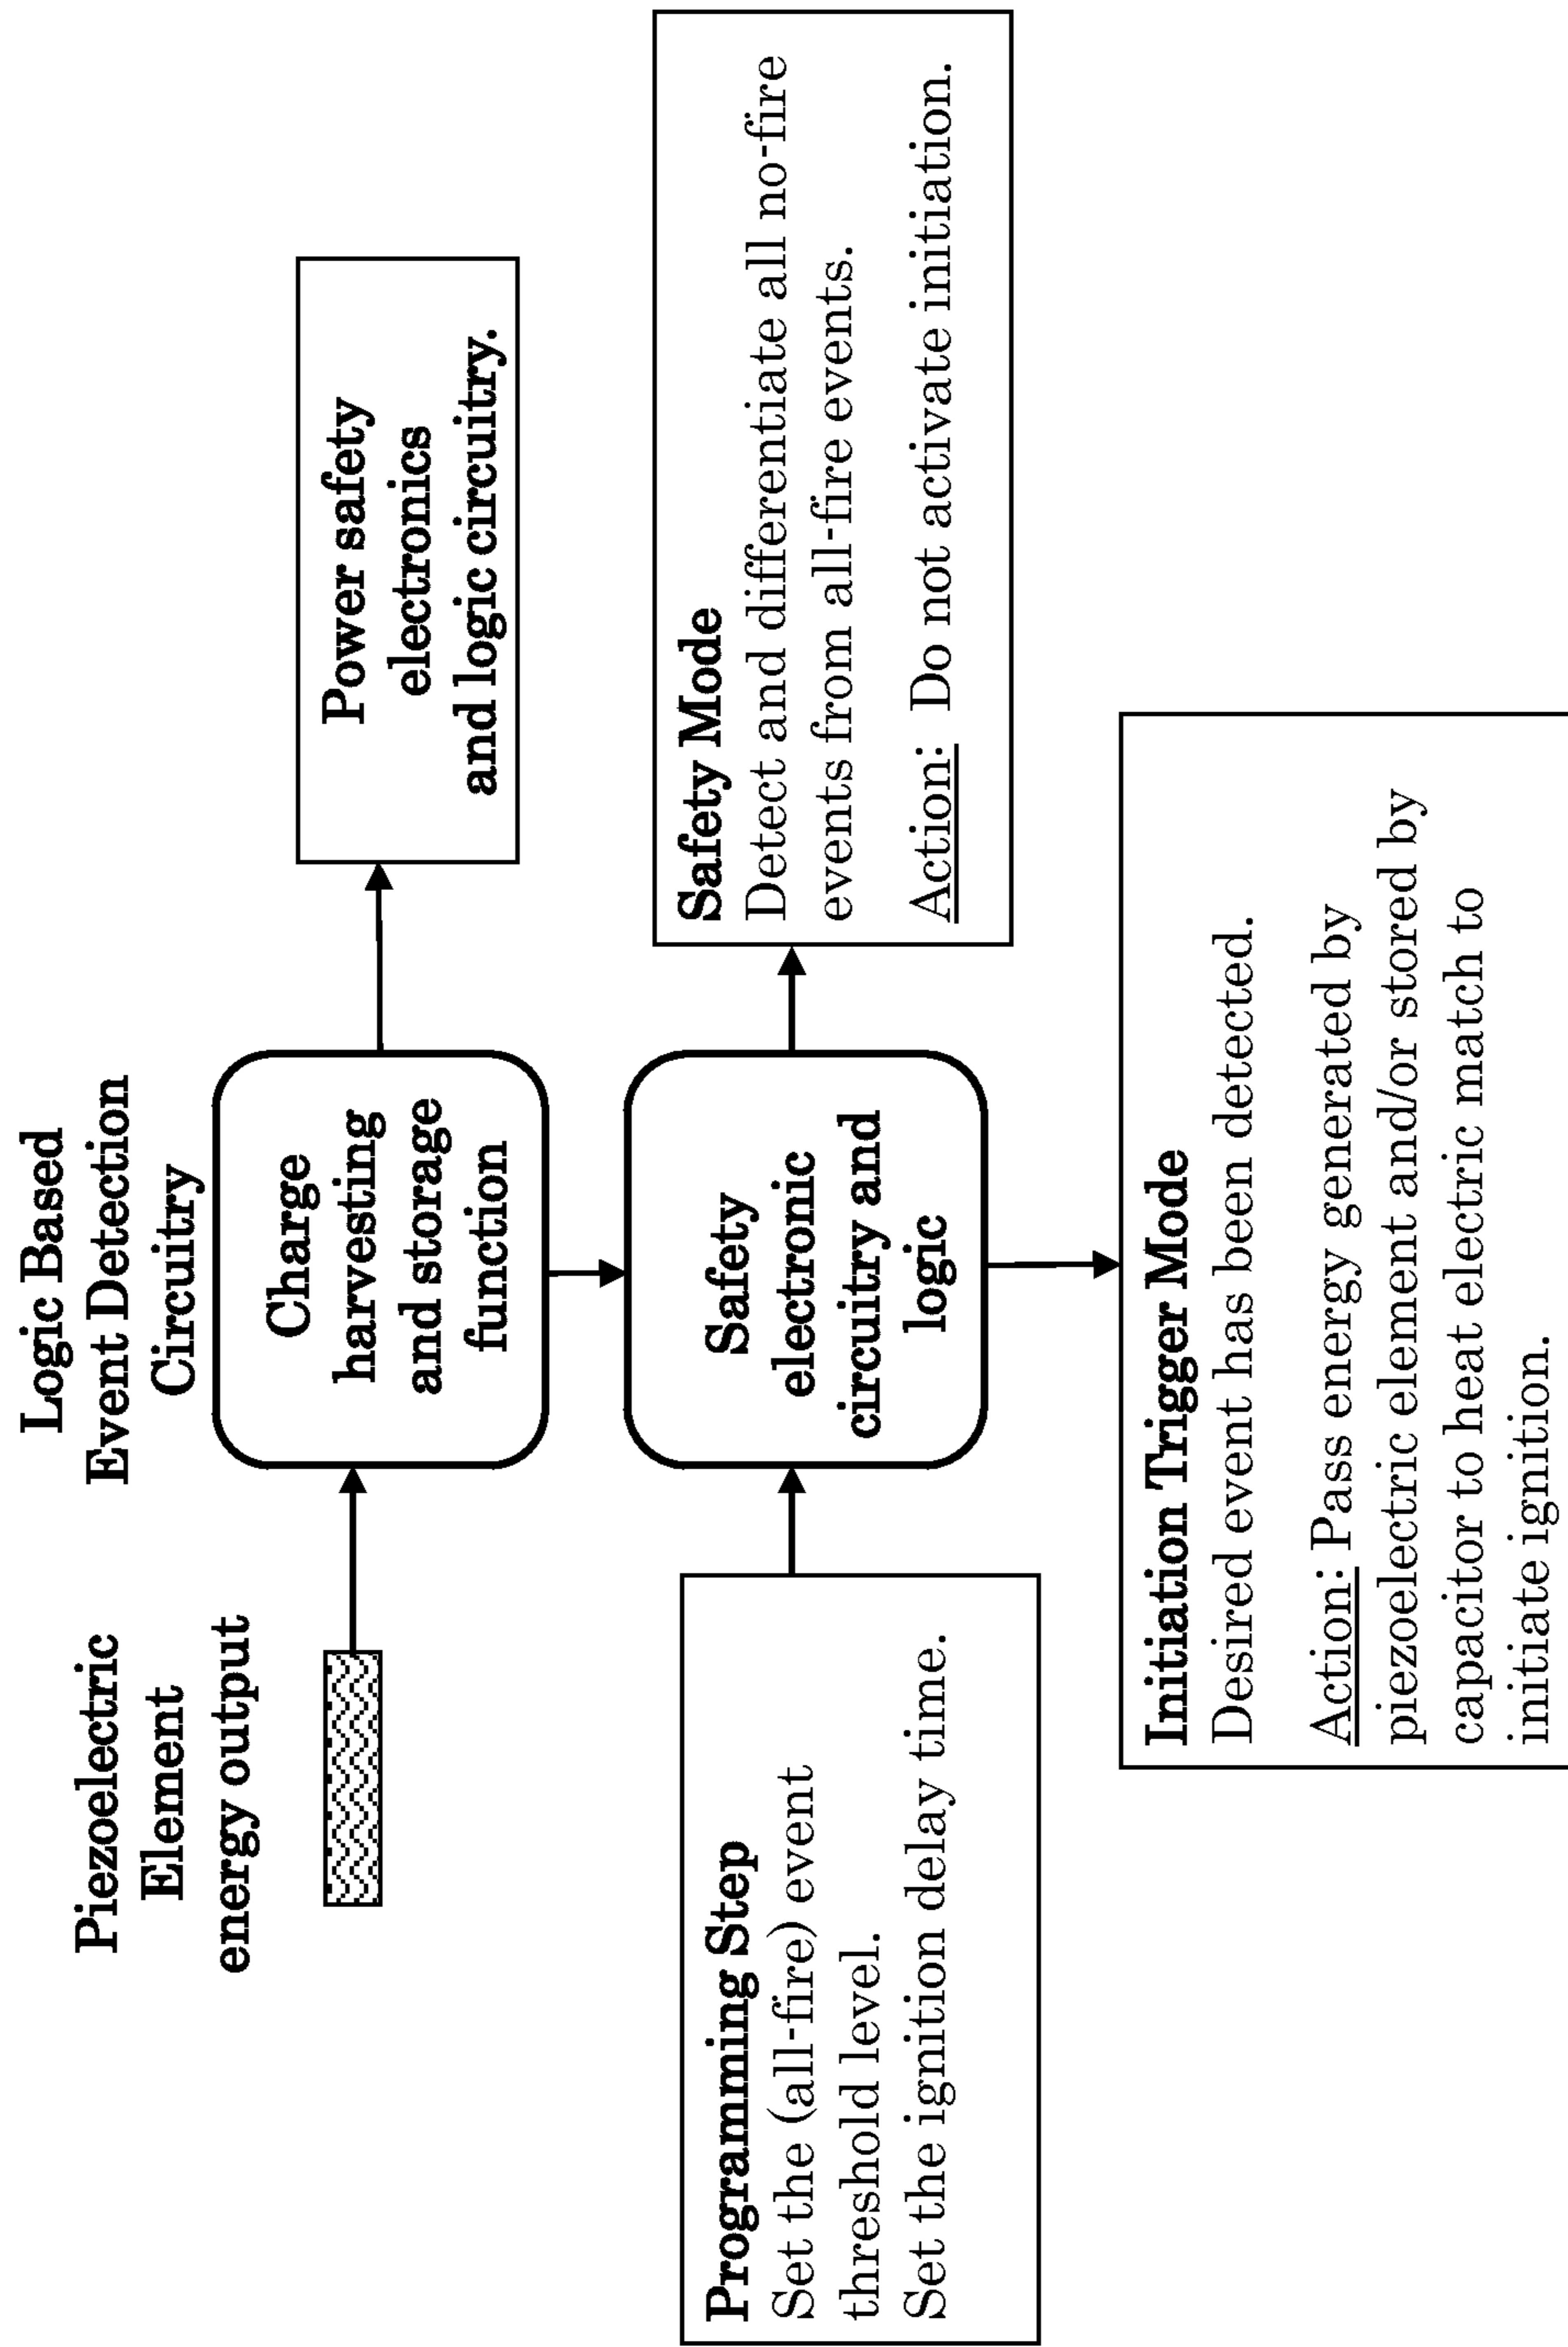 Piezoelectric
Element
energy output
Logic Based
Event Detection
Circuitry
Charge
harvesting
and storage
function
Power safety
electronics
and logic circuitry.
Programming Step
Set the (all-fire) event
threshold level.
Set the ignition delay time.
Safety
electronic
circuitry and
logic
Safety Mode
Detect and differentiate all no-fire
events from all-fire events.
Action: Do not activate initiation.
Initiation Trigger Mode
Desired event has been detected.
Action: Pass energy generated by
piezoelectric element and/or stored by
capacitor to heat electric match to
initiate ignition.